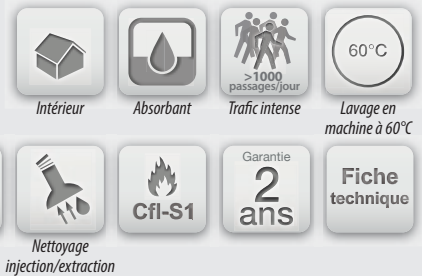 >1000
passages/jour
60°C
Intérieur
Absorbant
Trafic intense
Lavage en
machine à 60°C
Cfl-S1
Garantie
2
ans
Fiche
technique
Nettoyage
injection/extraction